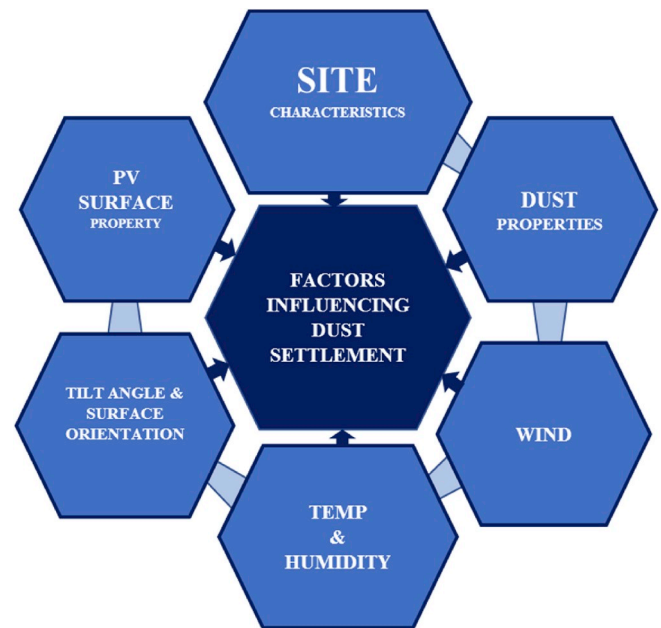 SITE
CHARACTERISTICS
PV
SURFACE
PROPERTY
DUST
PROPERTIES
FACTORS
INFLUENCING
DUST
SETTLEMENT
TILT ANGLE &
SURFACE
ORIENTATION
WIND
TEMP
&
HUMIDITY